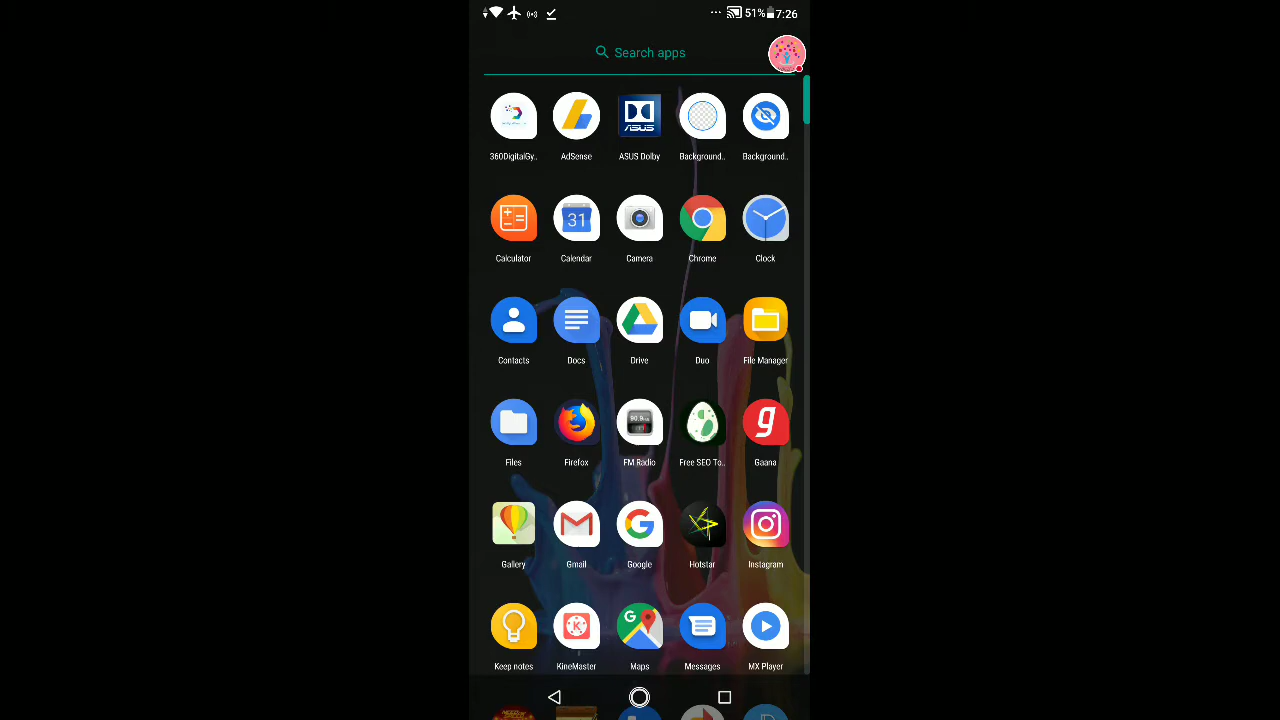 51% 7:26
Search apps
360DigitalGy.. AdSense ASUS Dolby Background.. Background..
Calculator Calendar Camera Chrome Clock
Contacts Docs Drive Duo File Manager
Files Firefox FM Radio Free SEO To.. Gaana
Gallery Gmail Google Hotstar Instagram
Keep notes KineMaster Maps Messages MX Player